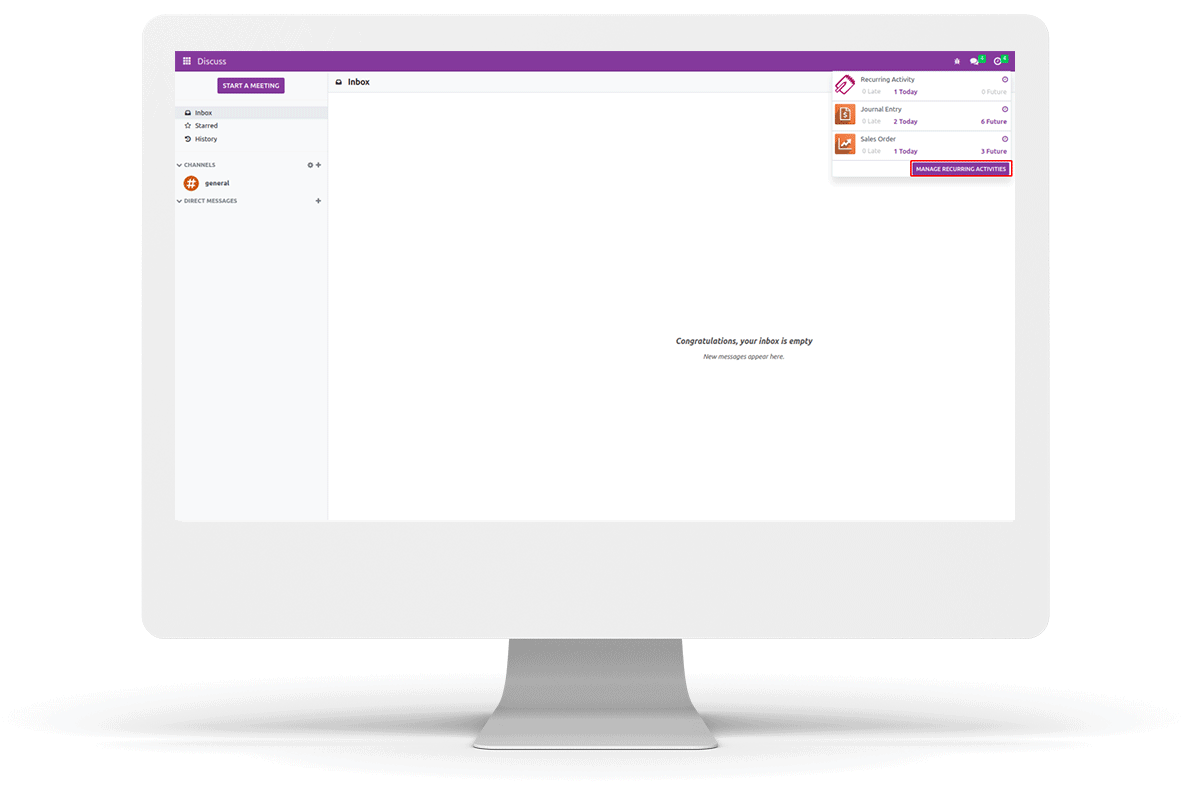 Discuss
4
4
START A MEETING
Inbox
Starred
History
CHANNELS
general
DIRECT MESSAGES
Inbox
Recurring Activity
0 Late 1 Today 0 Future
Journal Entry
0 Late 2 Today 6 Future
Sales Order
0 Late 1 Today 3 Future
MANAGE RECURRING ACTIVITIES
Congratulations, your inbox is empty
New messages appear here.